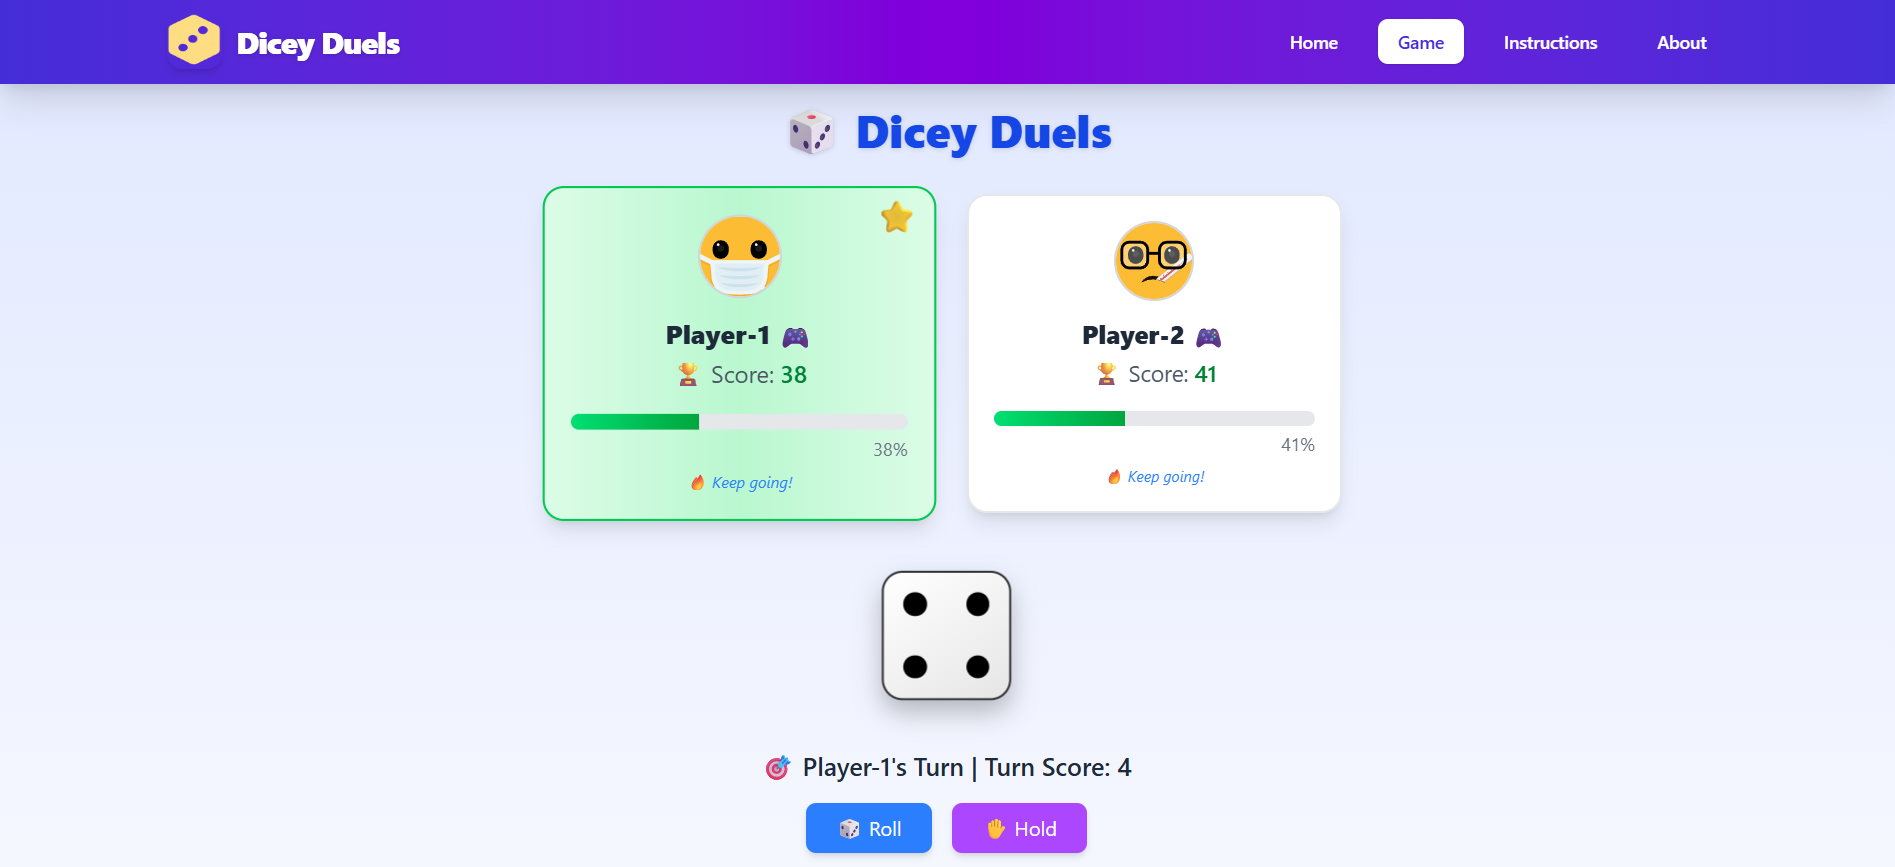 Dicey Duels
Home Game Instructions About
Dicey Duels
Player-1
Score: 38
38%
Keep going!
Player-2
Score: 41
41%
Keep going!
Player-1's Turn | Turn Score: 4
Roll Hold